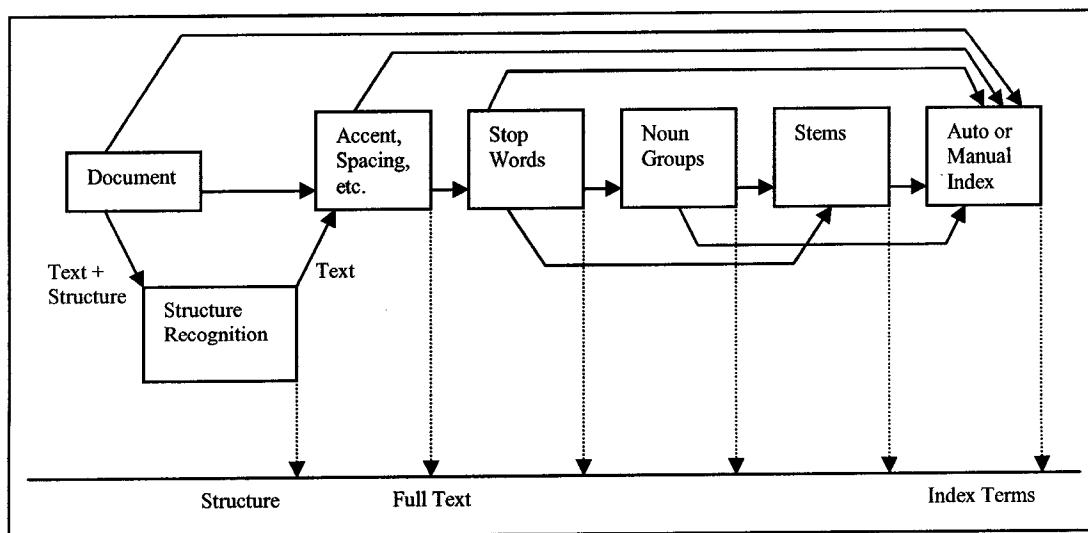 Document
Accent,
Spacing,
etc.
Stop
Words
Noun
Groups
Stems
Auto or
Manual
Index
Text +
Structure
Text
Structure
Recognition
Structure
Full Text
Index Terms